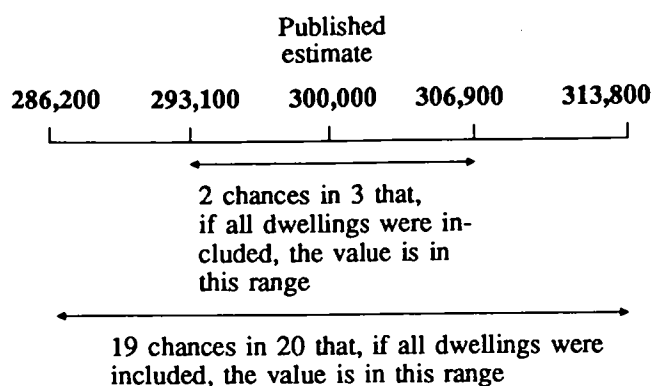 Published
estimate
286,200 293,100 300,000 306,900 313,800
2 chances in 3 that,
if all dwellings were in-
cluded, the value is in
this range
19 chances in 20 that, if all dwellings were
included, the value is in this range